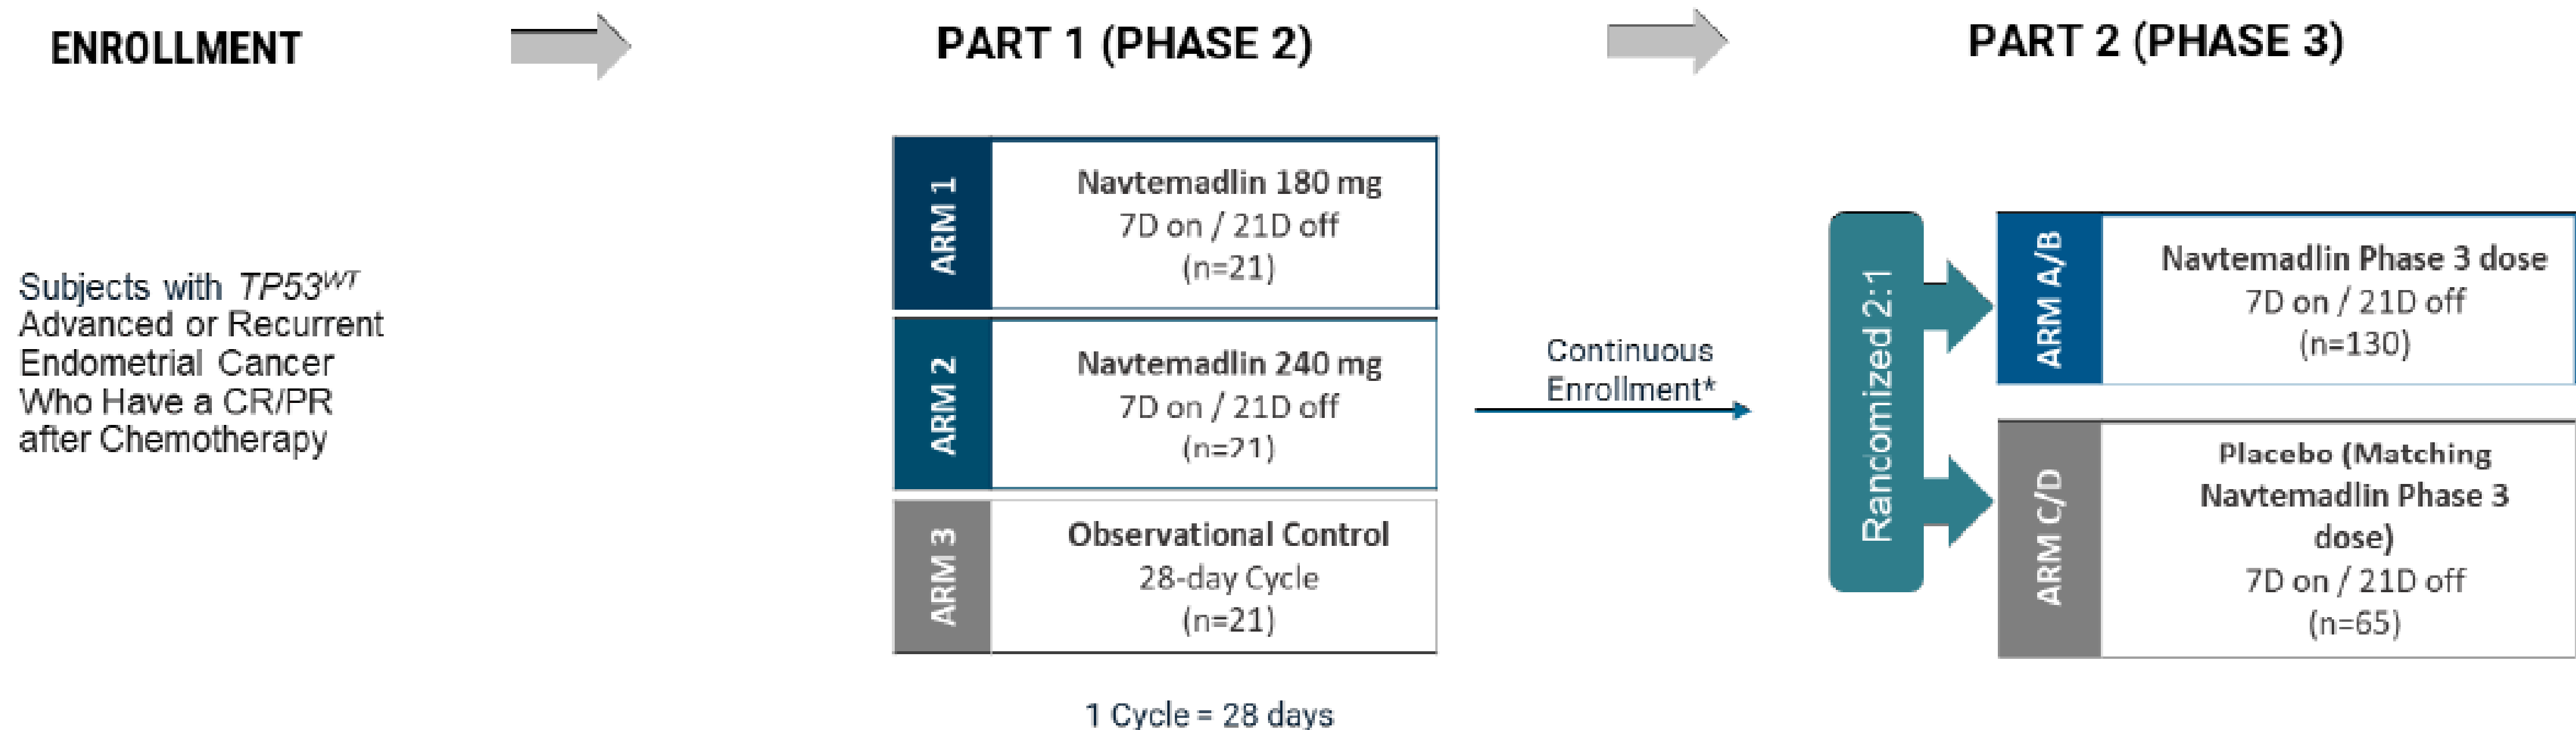 ENROLLMENT
PART 1 (PHASE 2)
PART 2 (PHASE 3)
Subjects with TP53WT
Advanced or Recurrent
Endometrial Cancer
Who Have a CR/PR
after Chemotherapy
ARM 1
Navtemadlin 180 mg
7D on / 21D off
(n=21)
ARM 2
Navtemadlin 240 mg
7D on / 21D off
(n=21)
ARM 3
Observational Control
28-day Cycle
(n=21)
1 Cycle = 28 days
Continuous
Enrollment*
Randomized 2:1
ARM A/B
Navtemadlin Phase 3 dose
7D on / 21D off
(n=130)
ARM C/D
Placebo (Matching
Navtemadlin Phase 3
dose)
7D on / 21D off
(n=65)